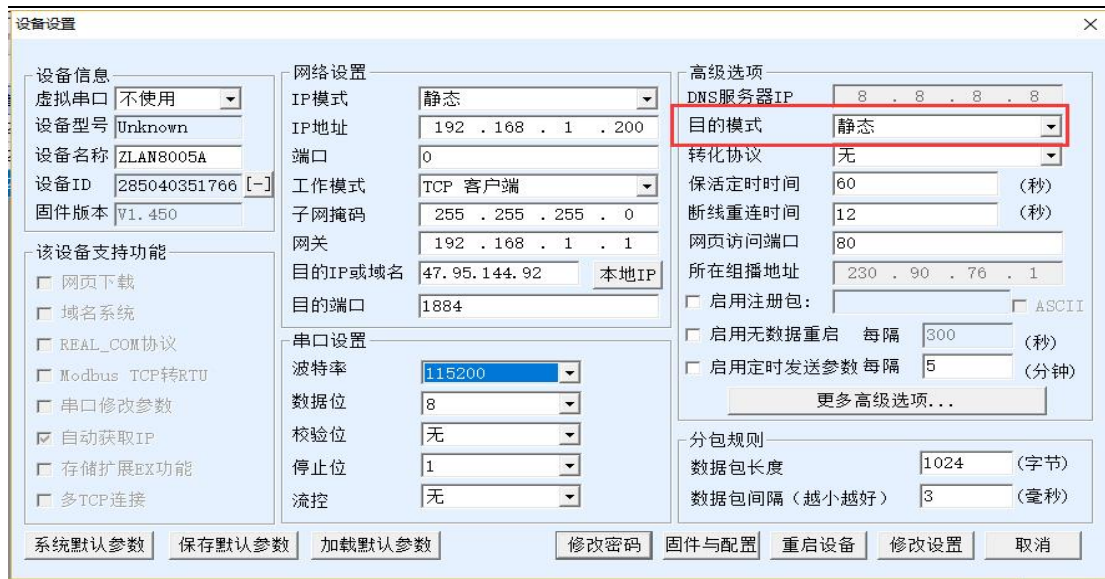 设备设置
设备信息
虚拟串口 不使用
设备型号 Unknown
设备名称 ZLAN8005A
设备ID 285040351766 [-]
固件版本 V1.450
该设备支持功能
网页下载
域名系统
REAL_COM协议
Modbus TCP转RTU
串口修改参数
自动获取IP
存储扩展EX功能
多TCP连接
网络设置
IP模式 静态
IP地址 192 . 168 . 1 . 200
端口 0
工作模式 TCP 客户端
子网掩码 255 . 255 . 255 . 0
网关 192 . 168 . 1 . 1
目的IP或域名 47.95.144.92 本地IP
目的端口 1884
串口设置
波特率 115200
数据位 8
校验位 无
停止位 1
流控 无
高级选项
DNS服务器IP 8 . 8 . 8 . 8
目的模式 静态
转化协议 无
保活定时时间 60 (秒)
断线重连时间 12 (秒)
网页访问端口 80
所在组播地址 230 . 90 . 76 . 1
启用注册包: ASCII
启用无数据重启 每隔 300 (秒)
启用定时发送参数 每隔 5 (分钟)
更多高级选项...
分包规则
数据包长度 1024 (字节)
数据包间隔（越小越好） 3 (毫秒)
系统默认参数 保存默认参数 加载默认参数 修改密码 固件与配置 重启设备 修改设置 取消